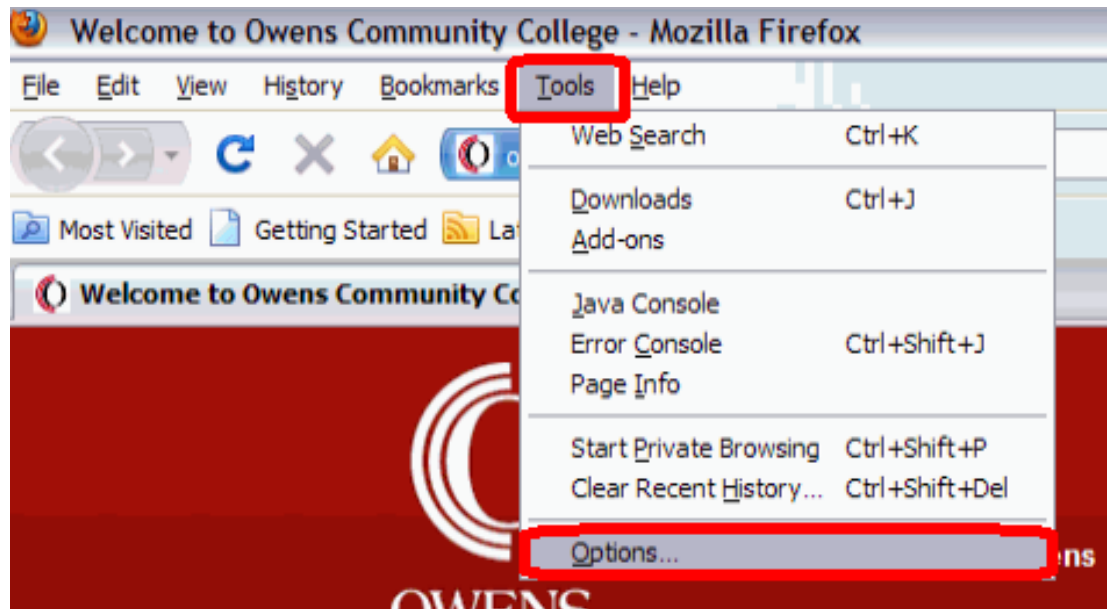 Welcome to Owens Community College - Mozilla Firefox
File Edit View History Bookmarks Tools Help
Web Search Ctrl+K
Downloads Ctrl+J
Most Visited Getting Started
Add-ons
Welcome to Owens Community
Java Console
Error Console Ctrl+Shift+J
Page Info
Start Private Browsing Ctrl+Shift+P
Clear Recent History... Ctrl+Shift+Del
Options...
OWENS